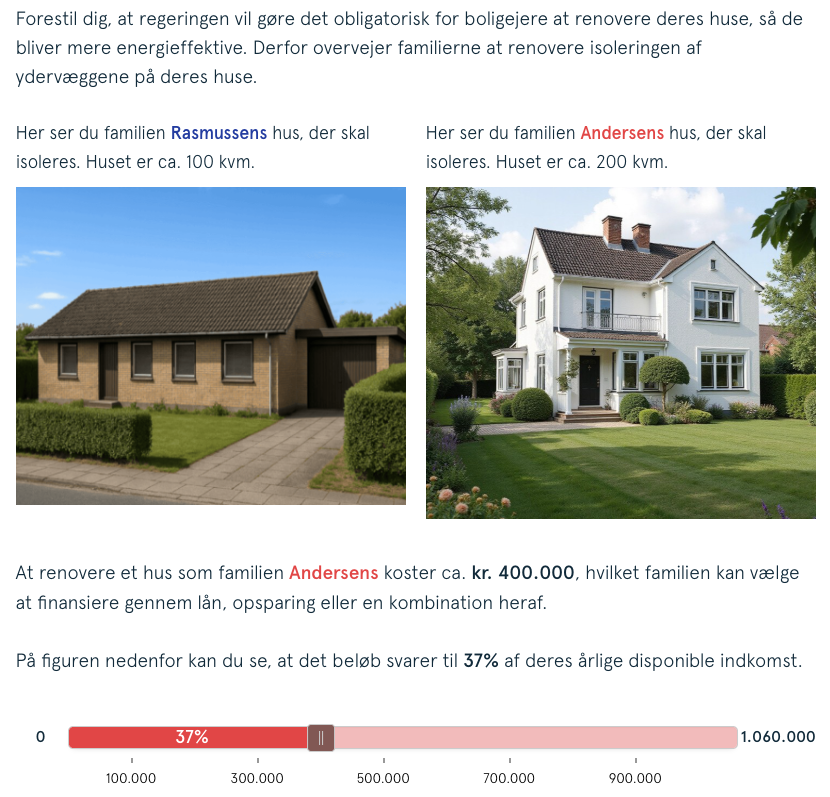 Forestil dig, at regeringen vil gøre det obligatorisk for boligejere at renovere deres huse, så de
bliver mere energieffektive. Derfor overvejer familierne at renovere isoleringen af
ydervæggene på deres huse.
Her ser du familien Rasmussens hus, der skal
isoleres. Huset er ca. 100 kvm.
Her ser du familien Andersens hus, der skal
isoleres. Huset er ca. 200 kvm.
At renovere et hus som familien Andersens koster ca. kr. 400.000, hvilket familien kan vælge
at finansiere gennem lån, opsparing eller en kombination heraf.
På figuren nedenfor kan du se, at det beløb svarer til 37% af deres årlige disponible indkomst.
0 37% 1.060.000
100.000 300.000 500.000 700.000 900.000